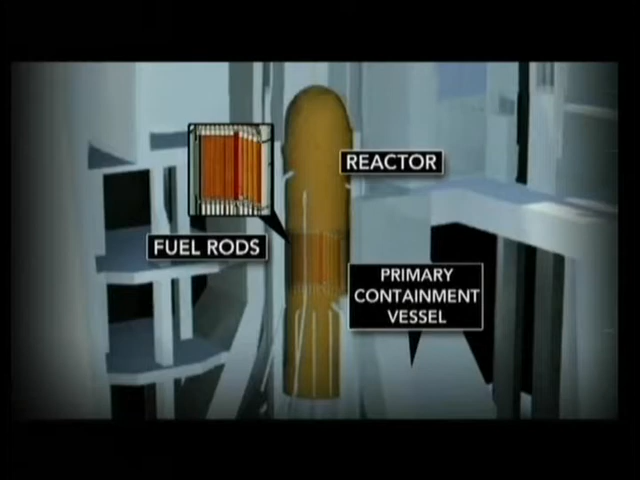 REACTOR
FUEL RODS
PRIMARY
CONTAINMENT
VESSEL